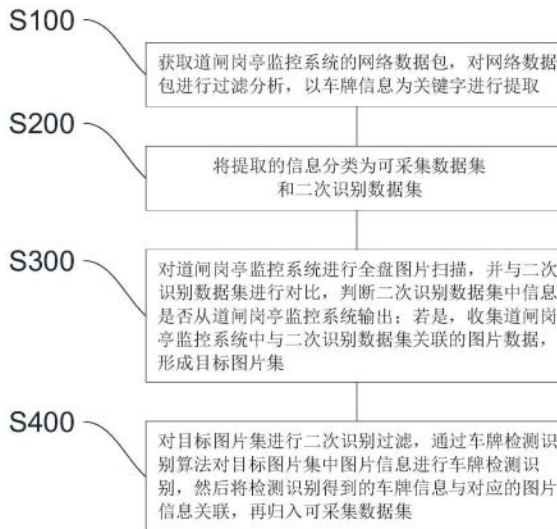 S100
获取道闸岗亭监控系统的网络数据包，对网络数据
包进行过滤分析，以车牌信息为关键字进行提取
S200
将提取的信息分类为可采集数据集
和二次识别数据集
S300
对道闸岗亭监控系统进行全盘图片扫描，并与二次
识别数据集进行对比，判断二次识别数据集中信息
是否从道闸岗亭监控系统输出；若是，收集道闸岗
亭监控系统中与二次识别数据集关联的图片数据，
形成目标图片集
S400
对目标图片集进行二次识别过滤，通过车牌检测识
别算法对目标图片集中图片信息进行车牌检测识
别，然后将检测识别得到的车牌信息与对应的图片
信息关联，再归入可采集数据集